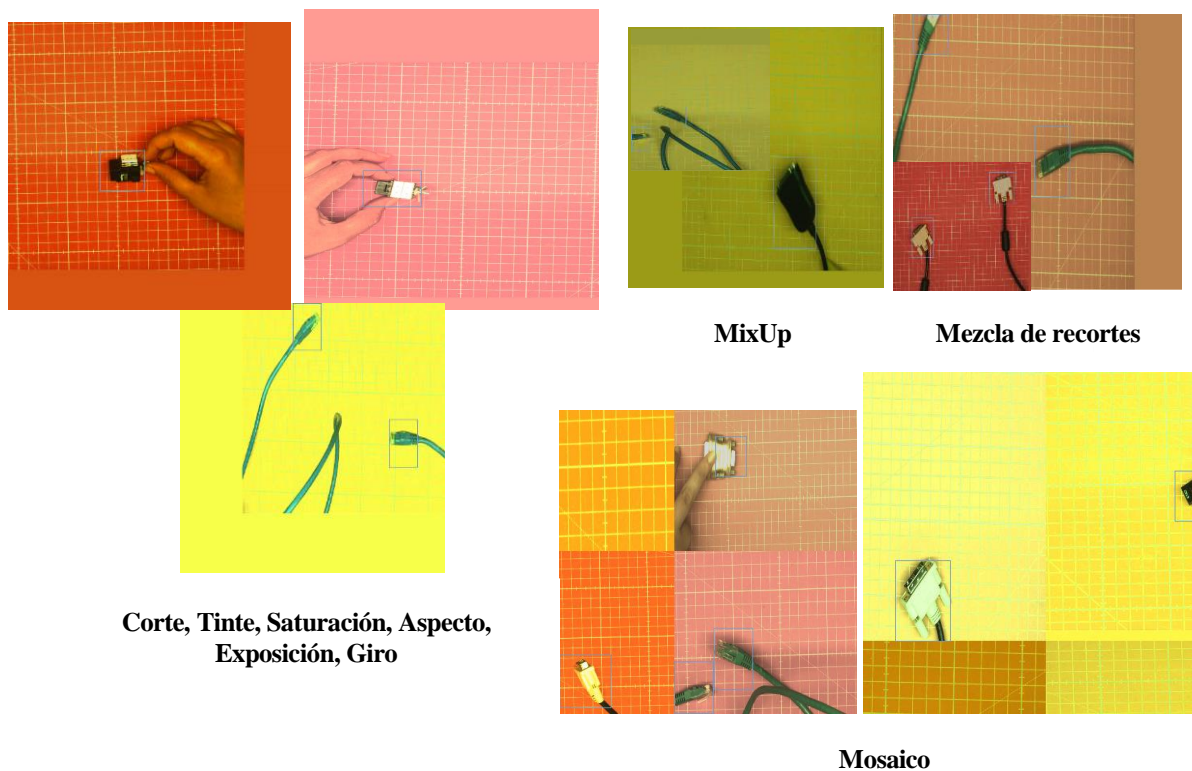 MixUp
Mezcla de recortes
Corte, Tinte, Saturación, Aspecto,
Exposición, Giro
Mosaico